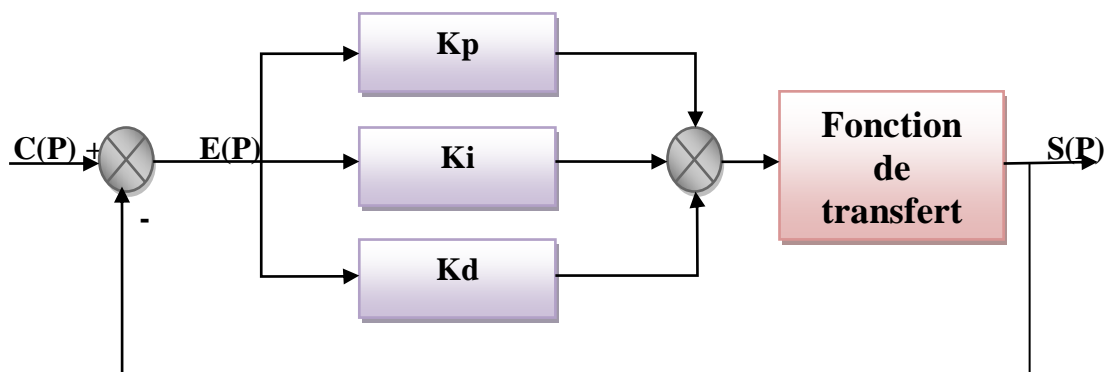 Kp
C(P) +
E(P)
Ki
Fonction
de
transfert
S(P)
-
Kd